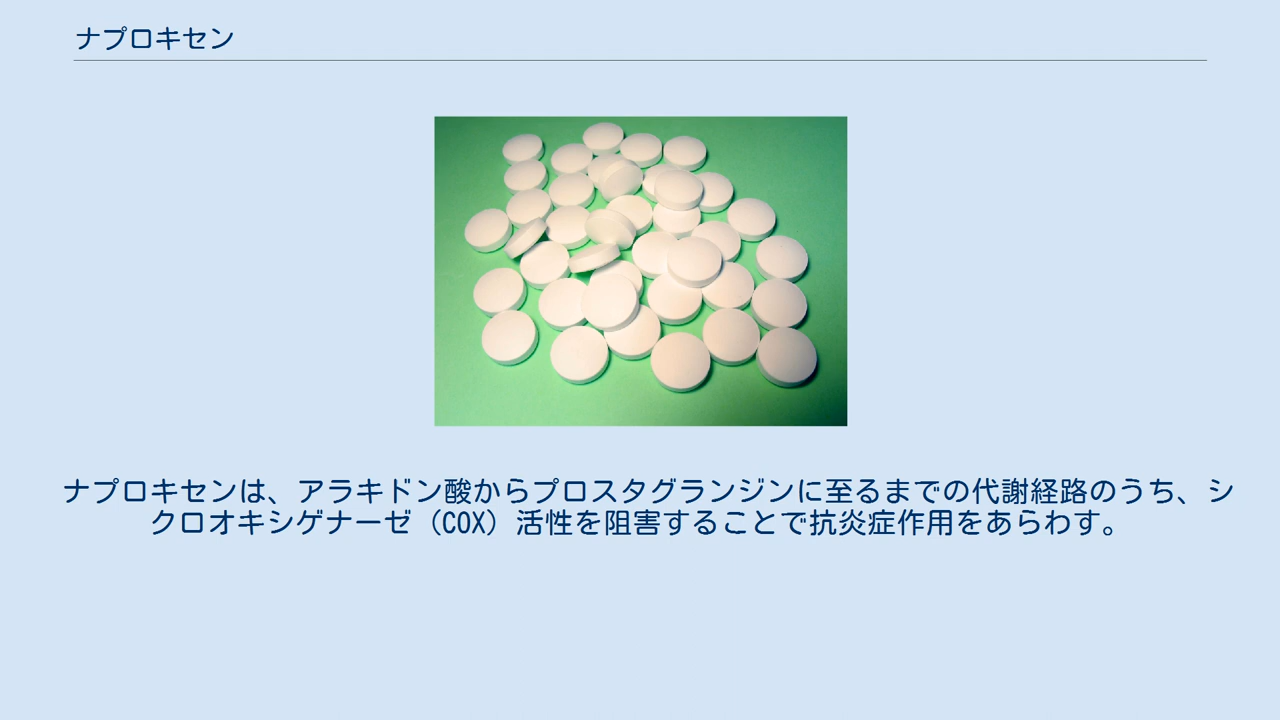 ナプロキセン
ナプロキセンは、アラキドン酸からプロスタグランジンに至るまでの代謝経路のうち、シ
クロオキシゲナーゼ（COX）活性を阻害することで抗炎症作用をあらわす。